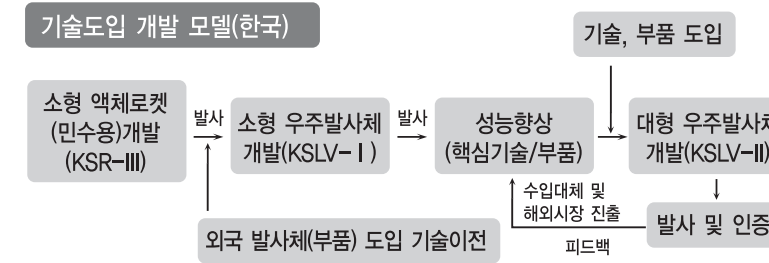 기술도입 개발 모델(한국)
기술, 부품 도입
소형 액체로켓
(민수용)개발
(KSR-Ⅲ)
발사
소형 우주발사체
개발(KSLV-Ⅰ)
발사
성능향상
(핵심기술/부품)
대형 우주발사체
개발(KSLV-Ⅱ)
수입대체 및
해외시장 진출
피드백
발사 및 인증
외국 발사체(부품) 도입 기술이전